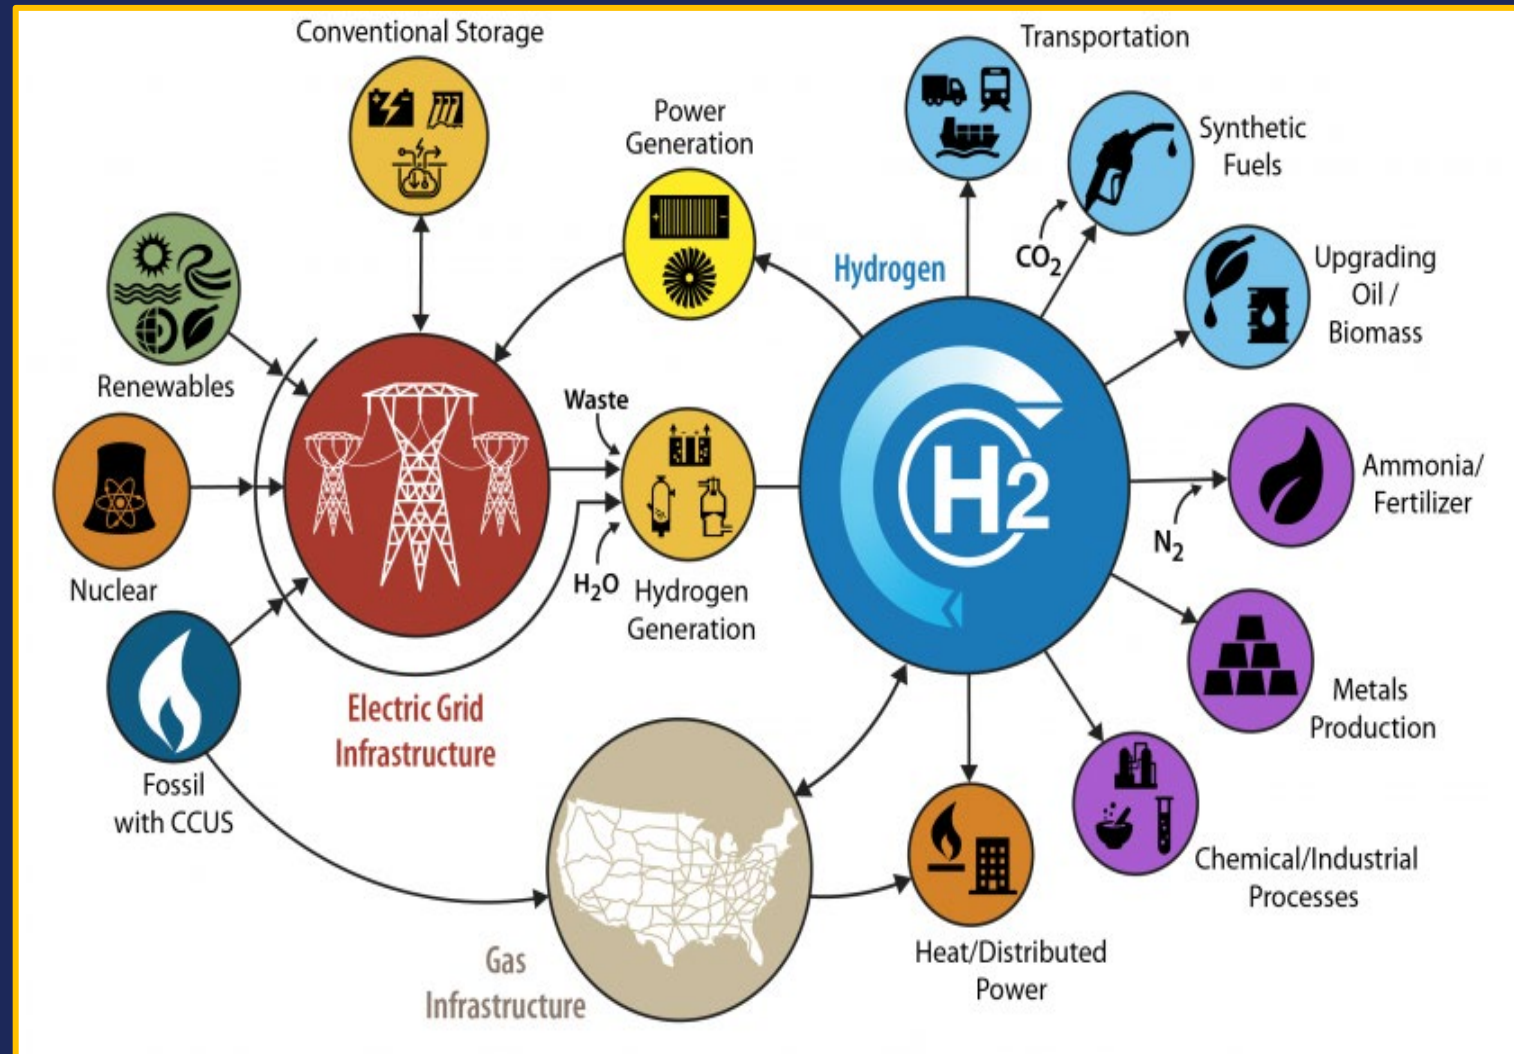 Conventional Storage
Transportation
Power
Generation
Synthetic
Fuels
CO2
Hydrogen
Upgrading
Oil /
Biomass
Renewables
Waste
H2
Ammonia/
Fertilizer
N2
Nuclear
H2O
Hydrogen
Generation
Electric Grid
Infrastructure
Metals
Production
Fossil
with CCUS
Chemical/Industrial
Processes
Gas
Infrastructure
Heat/Distributed
Power